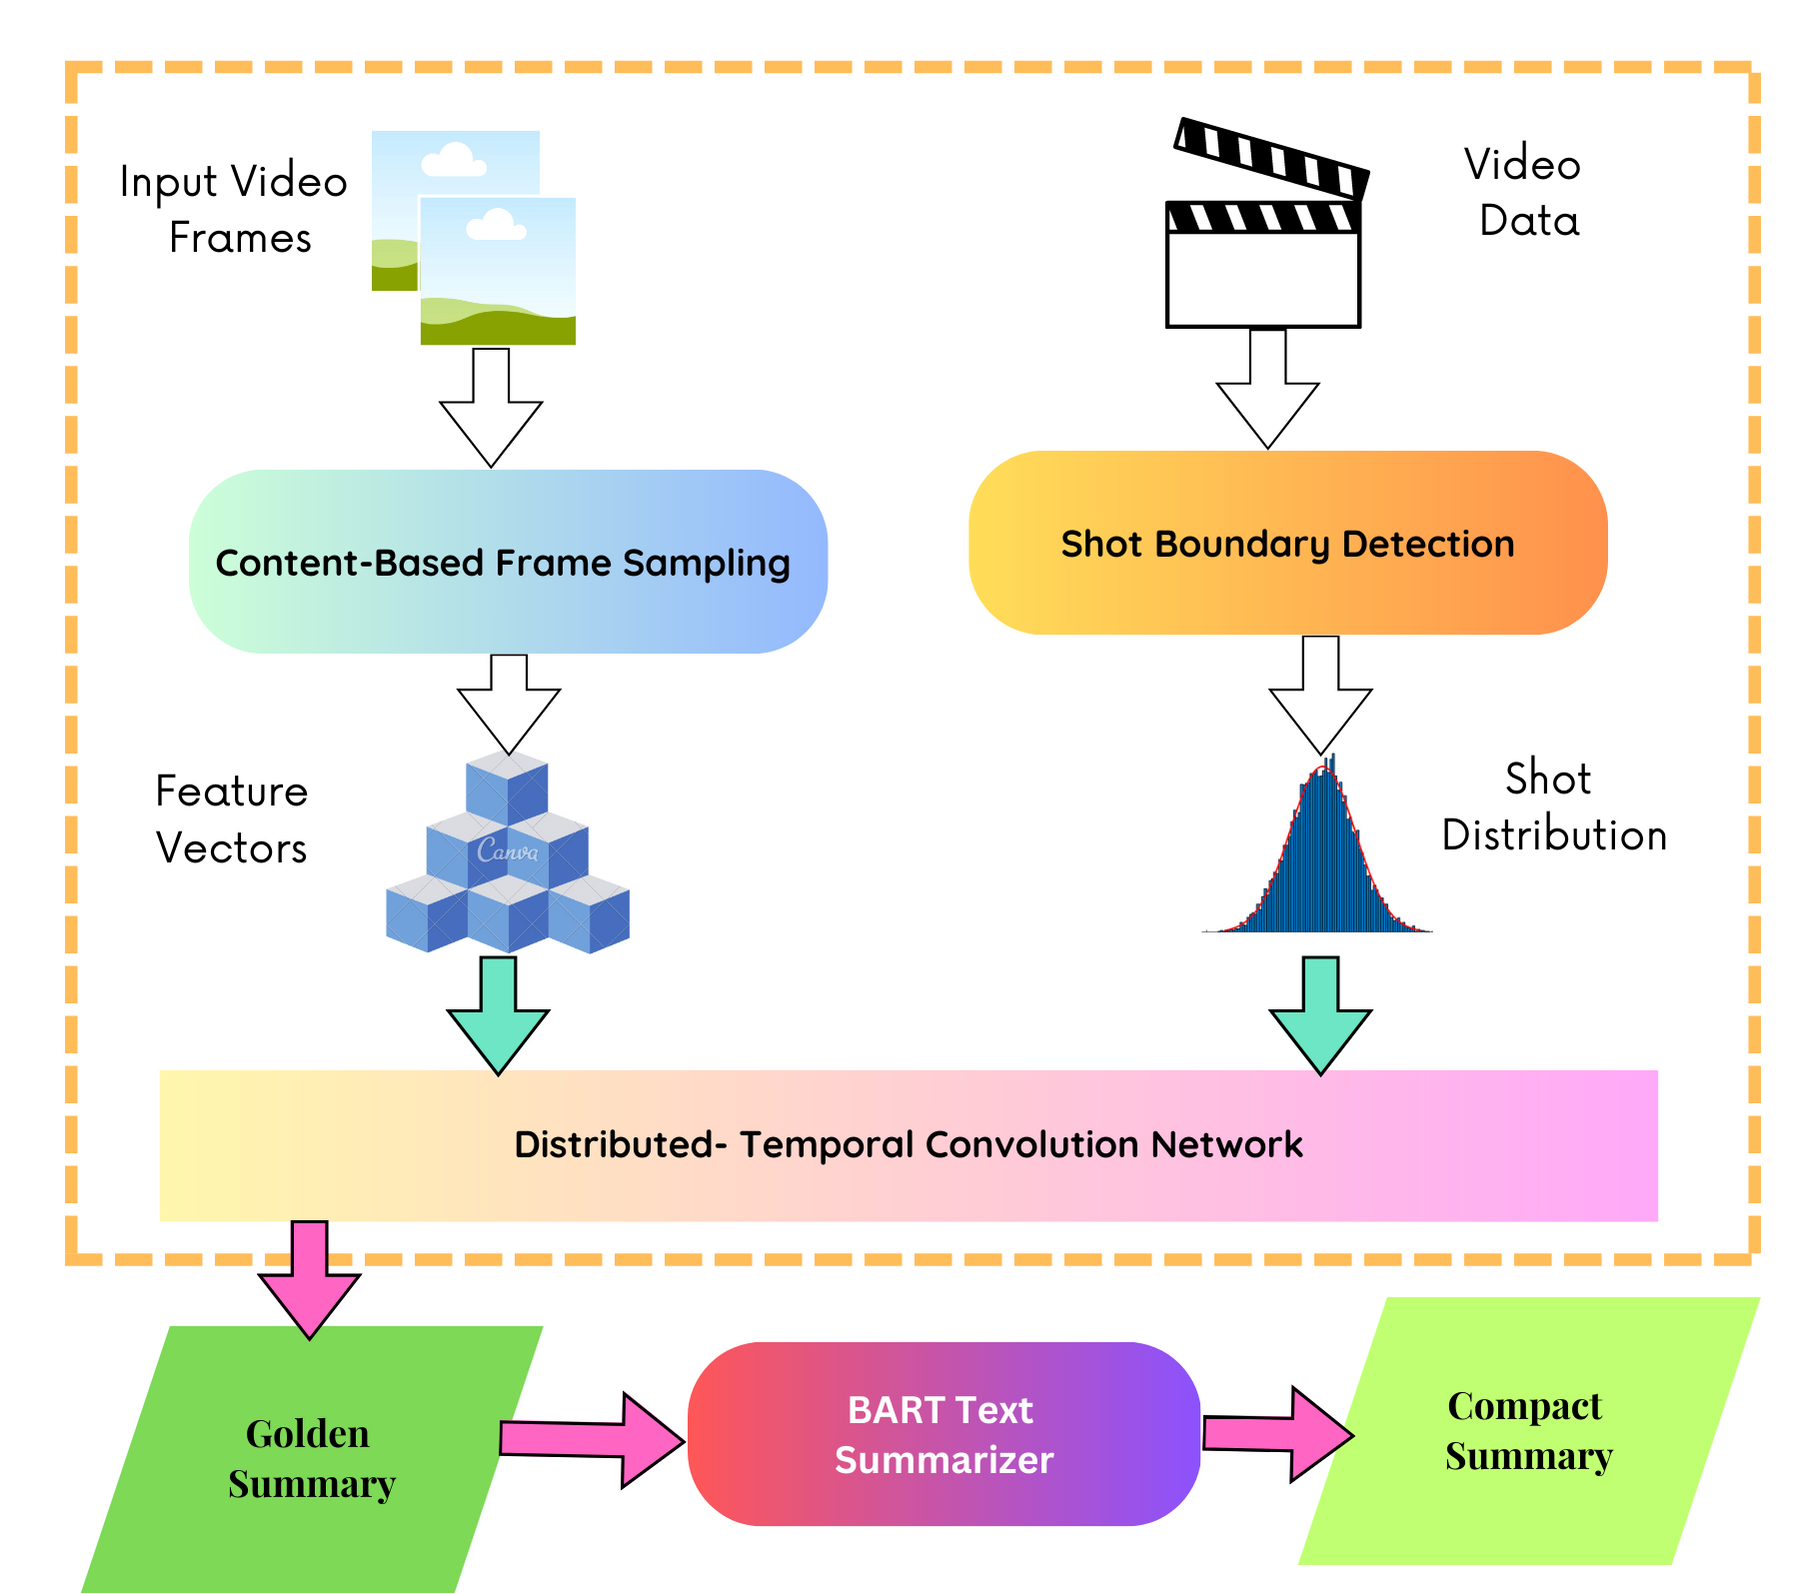 Input Video
Frames
Video
Data
Content-Based Frame Sampling
Shot Boundary Detection
Feature
Vectors
Canva
Shot
Distribution
Distributed- Temporal Convolution Network
Golden
Summary
BART Text
Summarizer
Compact
Summary